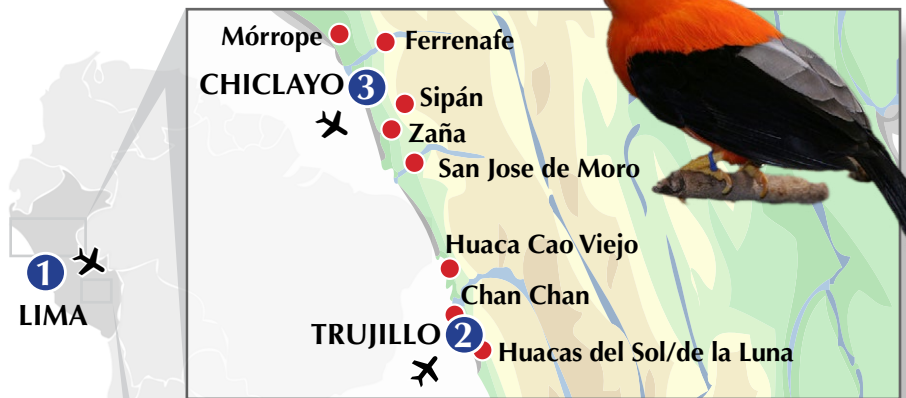 Mórrope
Ferrenafe
CHICLAYO 3
Sipán
Zaña
San Jose de Moro
Huaca Cao Viejo
1
LIMA
Chan Chan
TRUJILLO 2
Huacas del Sol/de la Luna